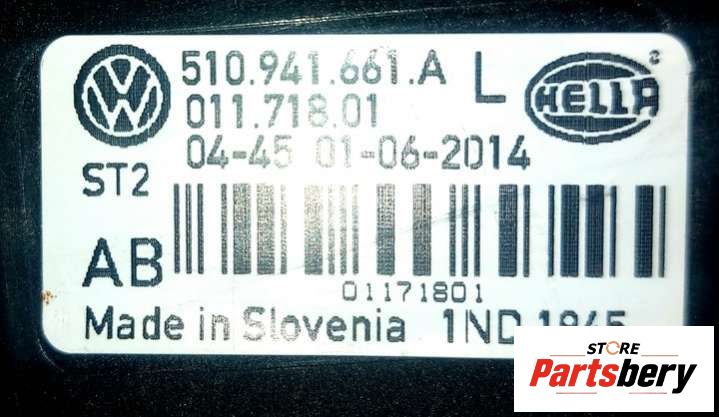 510.941.661.A L
HELLA
011.718.01
04-45 01-06-2014
ST2
AB
01171801
Made in Slovenia 1ND
STORE
Partsbery